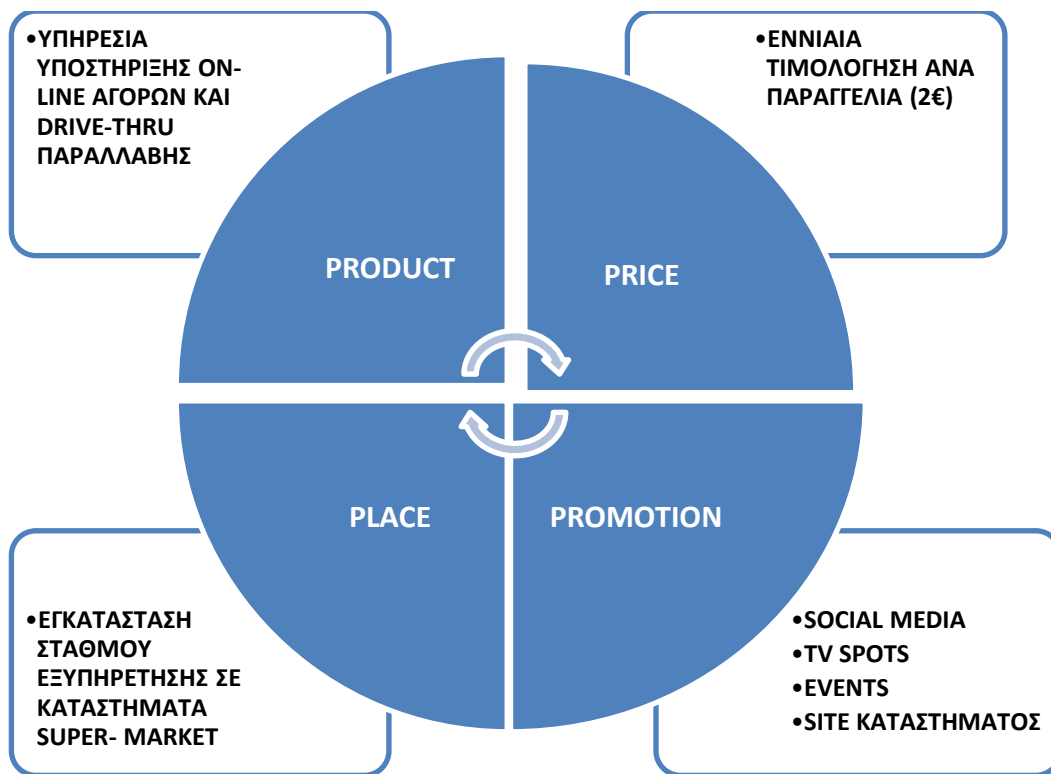 •ΥΠΗΡΕΣΙΑ
ΥΠΟΣΤΗΡΙΞΗΣ ON-
LINE ΑΓΟΡΩΝ ΚΑΙ
DRIVE-THRU
ΠΑΡΑΛΛΑΒΗΣ
•ΕΝΝΙΑΙΑ
ΤΙΜΟΛΟΓΗΣΗ ΑΝΑ
ΠΑΡΑΓΓΕΛΙΑ (2€)
PRODUCT
PRICE
PLACE
PROMOTION
•ΕΓΚΑΤΑΣΤΑΣΗ
ΣΤΑΘΜΟΥ
ΕΞΥΠΗΡΕΤΗΣΗΣ ΣΕ
ΚΑΤΑΣΤΗΜΑΤΑ
SUPER- MARKET
•SOCIAL MEDIA
•TV SPOTS
•EVENTS
•SITE ΚΑΤΑΣΤΗΜΑΤΟΣ